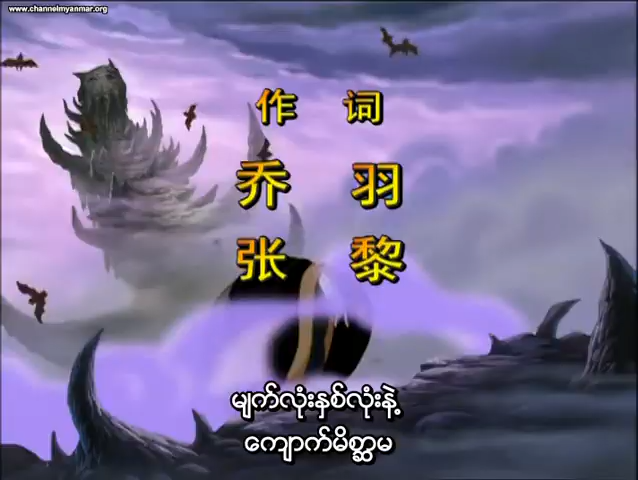 www.channelmyanmar.org
作 词
乔 羽
张 黎
မျက်လုံးနှစ်လုံးနဲ့
ကျောက်မိစ္ဆာမ